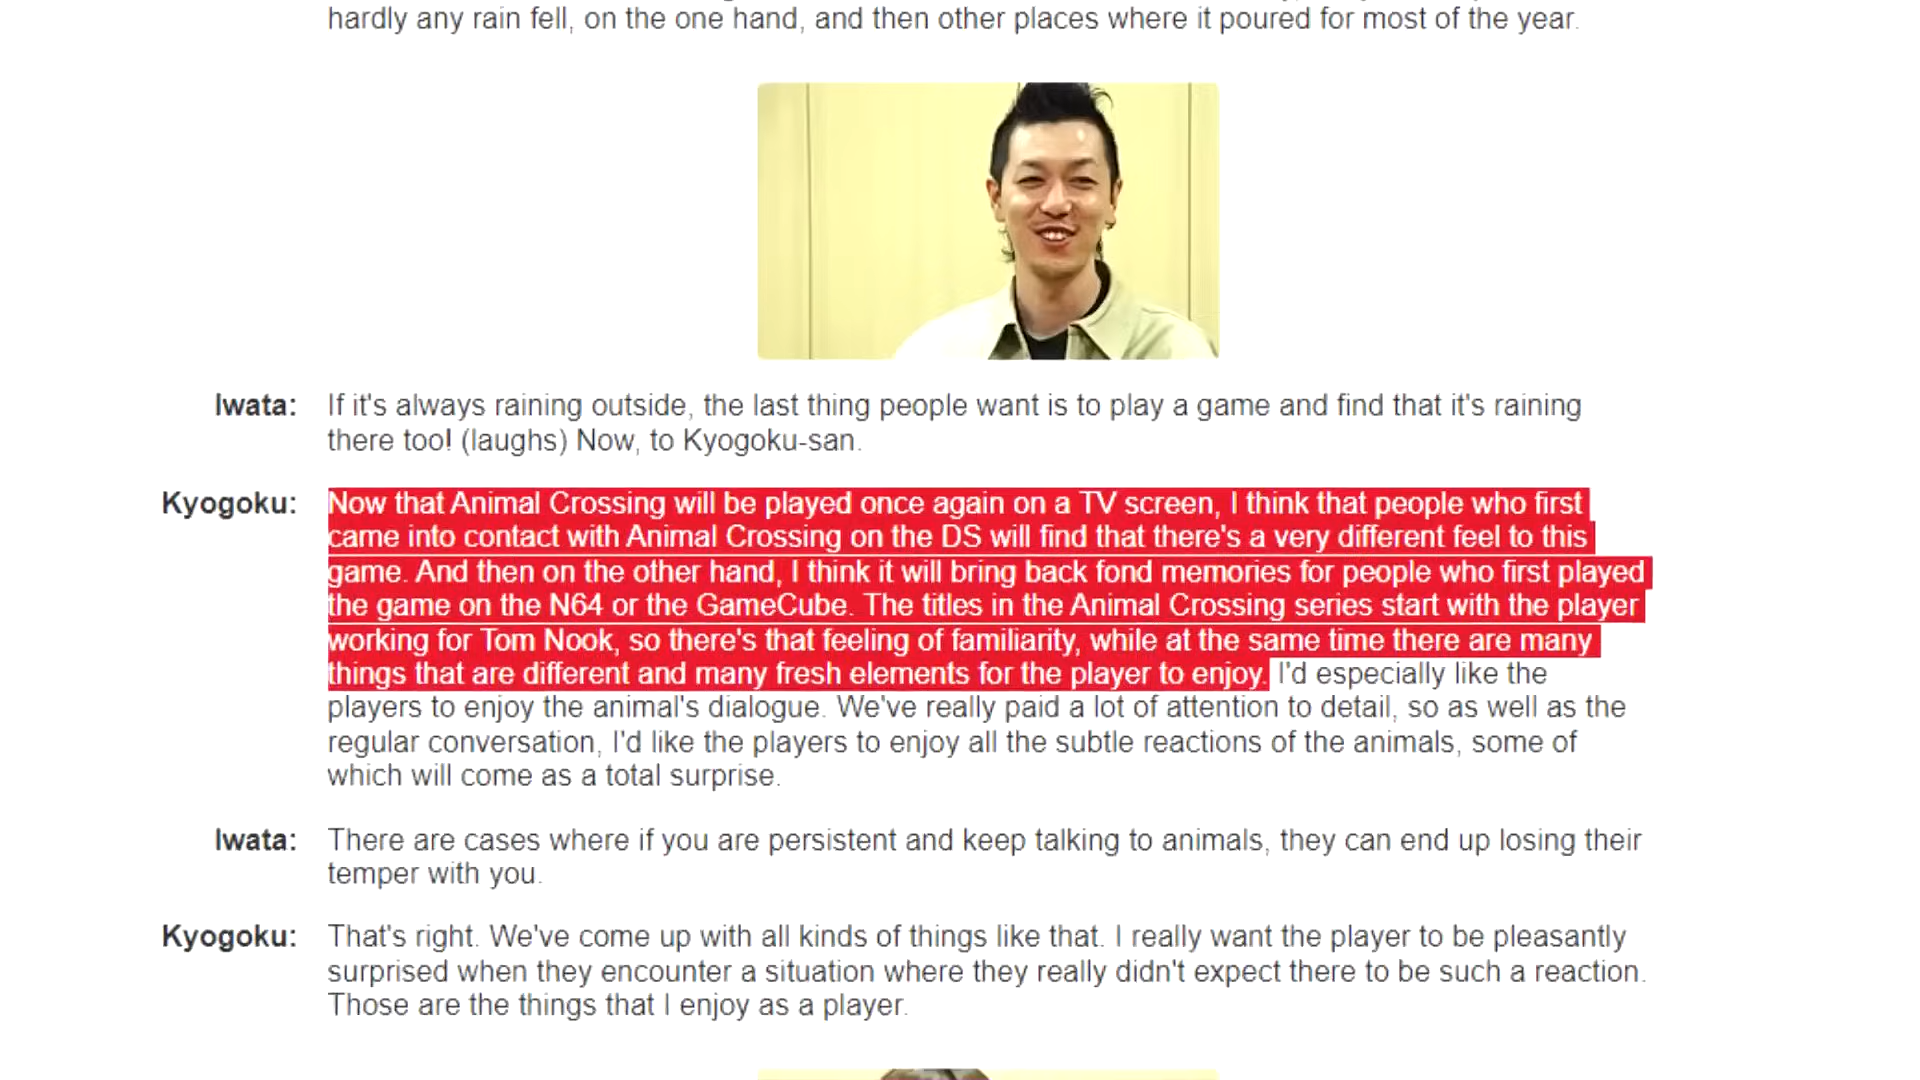 hardly any rain fell, on the one hand, and then other places where it poured for most of the year.
Iwata: If it's always raining outside, the last thing people want is to play a game and find that it's raining
there too! (laughs) Now, to Kyogoku-san.
Kyogoku: Now that Animal Crossing will be played once again on a TV screen, I think that people who first
came into contact with Animal Crossing on the DS will find that there's a very different feel to this
game. And then on the other hand, I think it will bring back fond memories for people who first played
the game on the N64 or the GameCube. The titles in the Animal Crossing series start with the player
working for Tom Nook, so there's that feeling of familiarity, while at the same time there are many
things that are different and many fresh elements for the player to enjoy. I'd especially like the
players to enjoy the animal's dialogue. We've really paid a lot of attention to detail, so as well as the
regular conversation, I'd like the players to enjoy all the subtle reactions of the animals, some of
which will come as a total surprise.
Iwata: There are cases where if you are persistent and keep talking to animals, they can end up losing their
temper with you.
Kyogoku: That's right. We've come up with all kinds of things like that. I really want the player to be pleasantly
surprised when they encounter a situation where they really didn't expect there to be such a reaction.
Those are the things that I enjoy as a player.